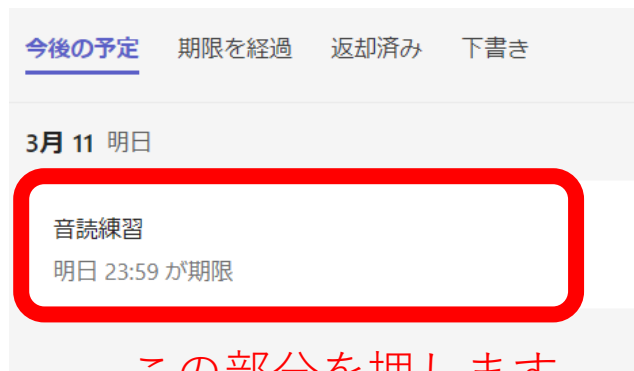 今後の予定 期限を経過 返却済み 下書き
3月 11 明日
音読練習
明日 23:59 が期限
この部分を押します